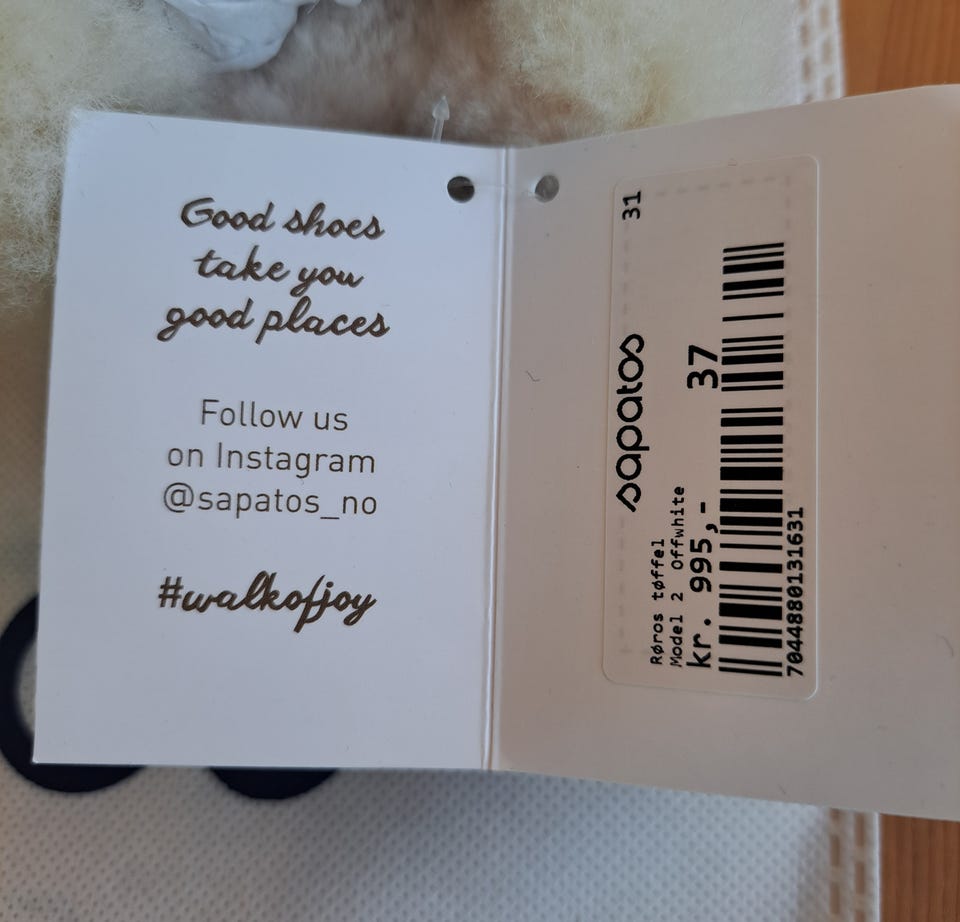 Good shoes
take you
good places
Follow us
on Instagram
@sapatos_no
#walkofjoy
sapatos 31
Røros tøffel
Model 2 Offwhite
kr. 995,- 37
7044880131631